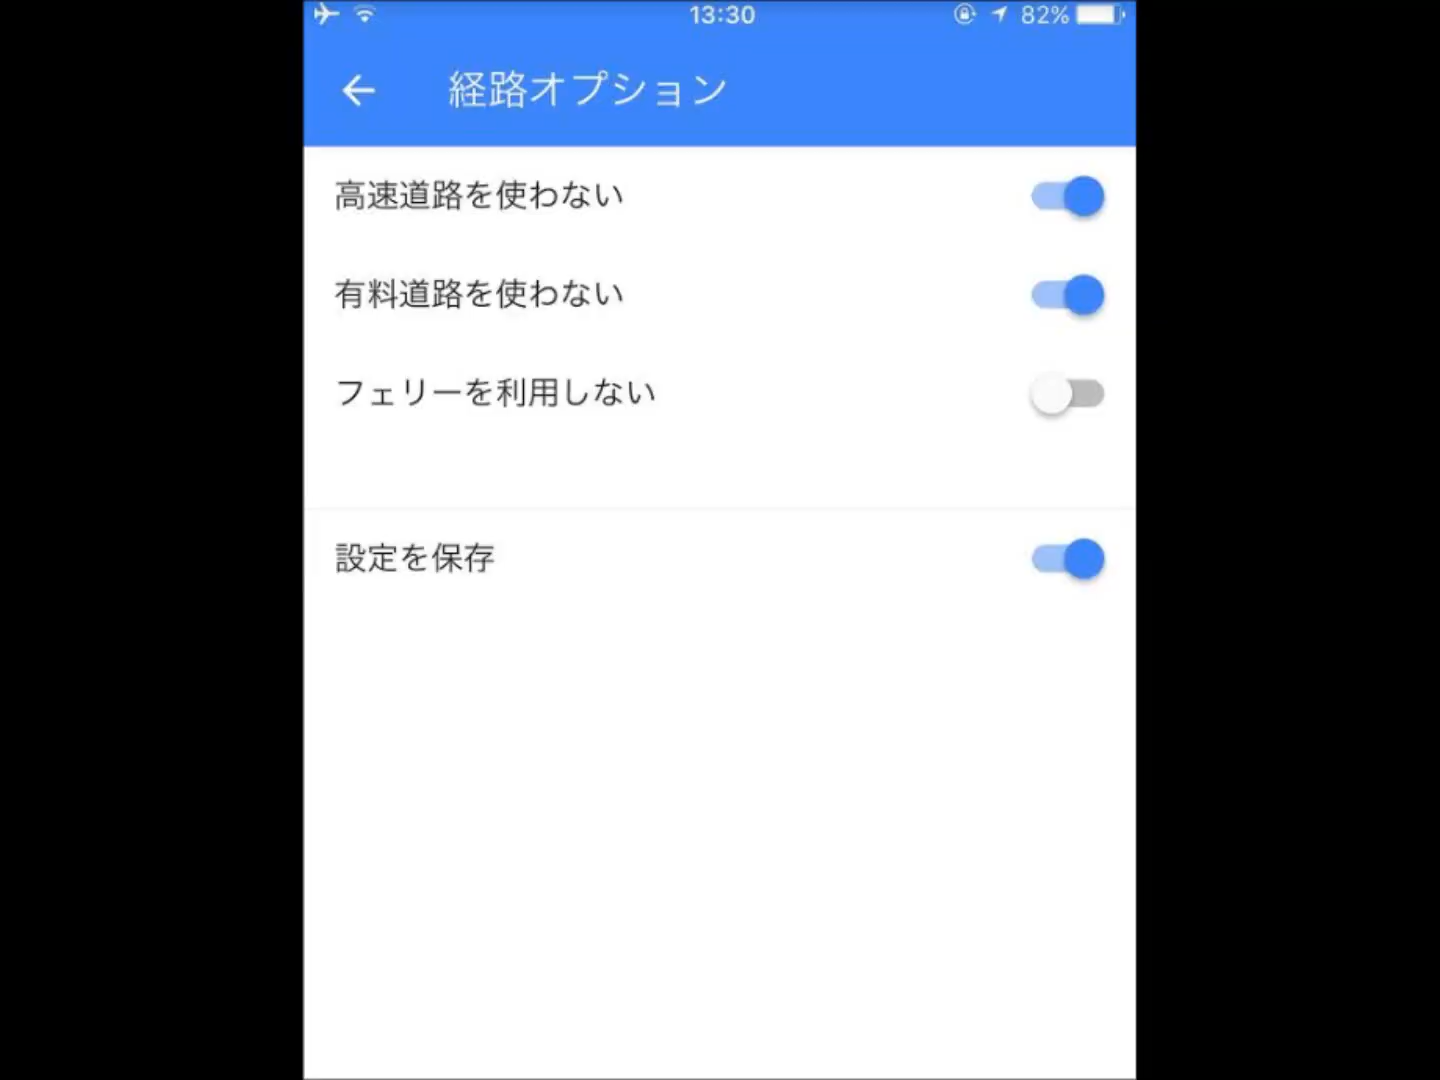 13:30
82%
経路オプション
高速道路を使わない
有料道路を使わない
フェリーを利用しない
設定を保存